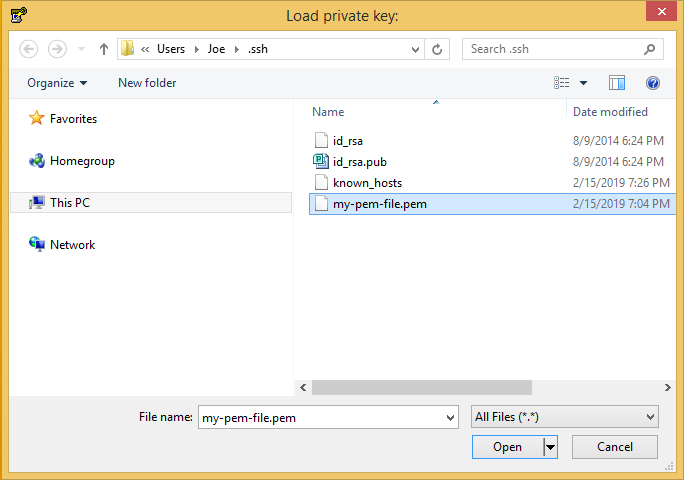 Load private key:
« Users Joe .ssh
Search .ssh
Organize New folder
Favorites
Homegroup
This PC
Network
Name Date modified
id_rsa 8/9/2014 6:24 PM
id_rsa.pub 8/9/2014 6:24 PM
known_hosts 2/15/2019 7:26 PM
my-pem-file.pem 2/15/2019 7:04 PM
File name: my-pem-file.pem All Files (*.*)
Open Cancel